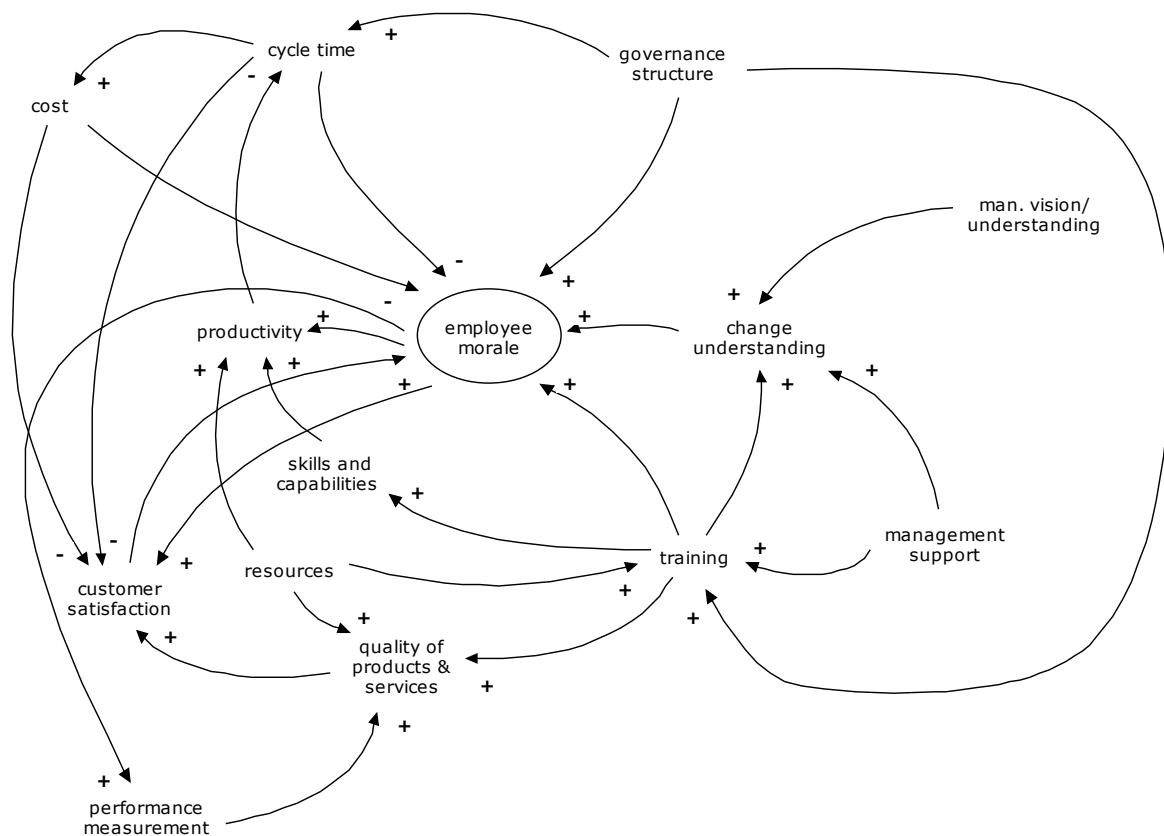 cycle time
+
governance
structure
-
+
cost
man. vision/
understanding
-
+
+
-
+
+
productivity
employee
morale
change
understanding
+
+
+
+
+
+
skills and
capabilities
+
management
support
-
-
+
training
+
customer
satisfaction
resources
+
+
+
+
quality of
products &
services
+
+
+
performance
measurement